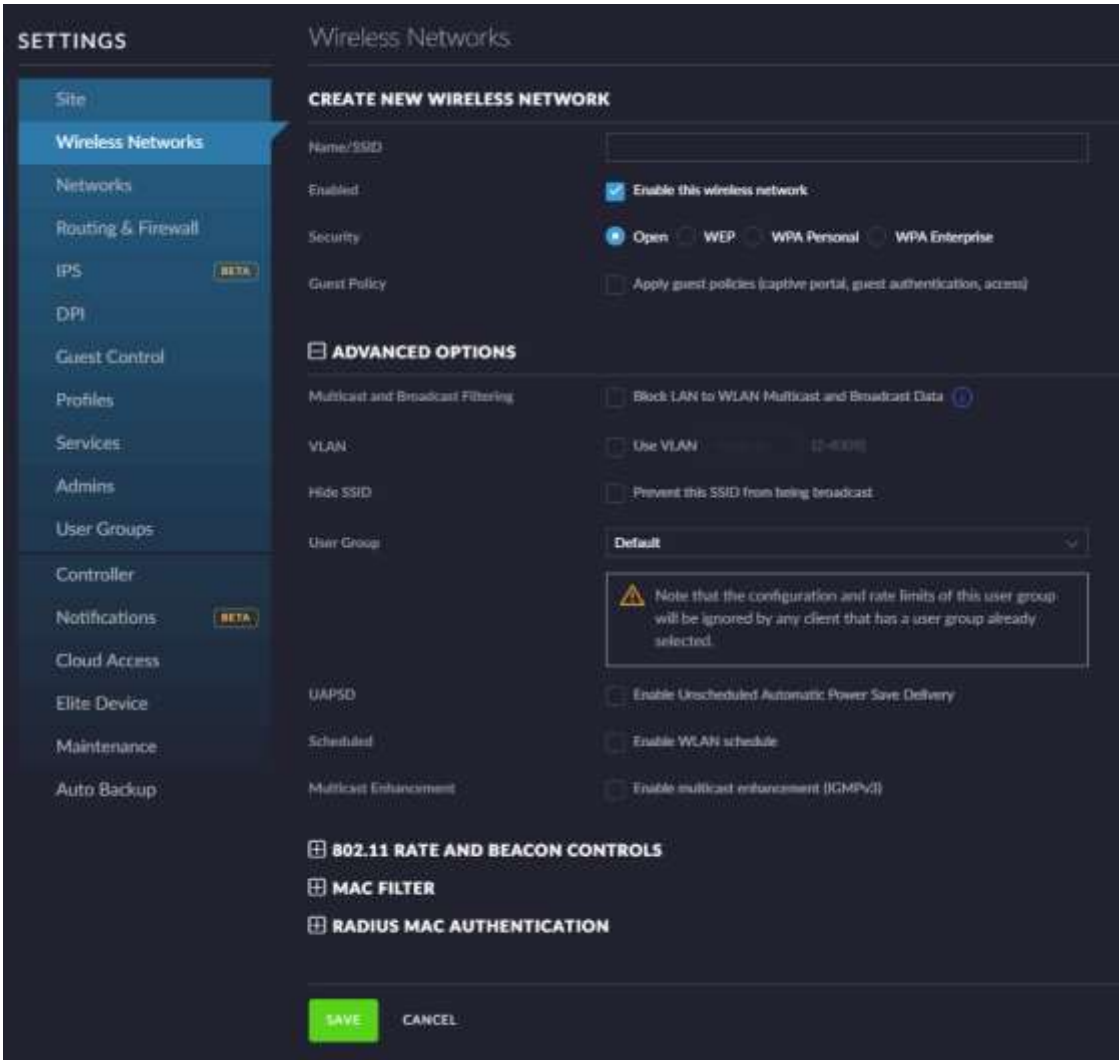 SETTINGS
Site
Wireless Networks
Networks
Routing & Firewall
IPS BETA
DPI
Guest Control
Profiles
Services
Admins
User Groups
Controller
Notifications BETA
Cloud Access
Elite Device
Maintenance
Auto Backup
Wireless Networks
CREATE NEW WIRELESS NETWORK
Name/SSID
Enabled Enable this wireless network
Security Open WEP WPA Personal WPA Enterprise
Guest Policy Apply guest policies (captive portal, guest authentication, access)
ADVANCED OPTIONS
Multicast and Broadcast Filtering Block LAN to WLAN Multicast and Broadcast Data
VLAN Use VLAN
Hide SSID Prevent this SSID from being broadcast
User Group Default
Note that the configuration and rate limits of this user group
will be ignored by any client that has a user group already
selected.
UAPSD Enable Unscheduled Automatic Power Save Delivery
Scheduled Enable WLAN schedule
Multicast Enhancement Enable multicast enhancement (IGMPv3)
802.11 RATE AND BEACON CONTROLS
MAC FILTER
RADIUS MAC AUTHENTICATION
SAVE CANCEL